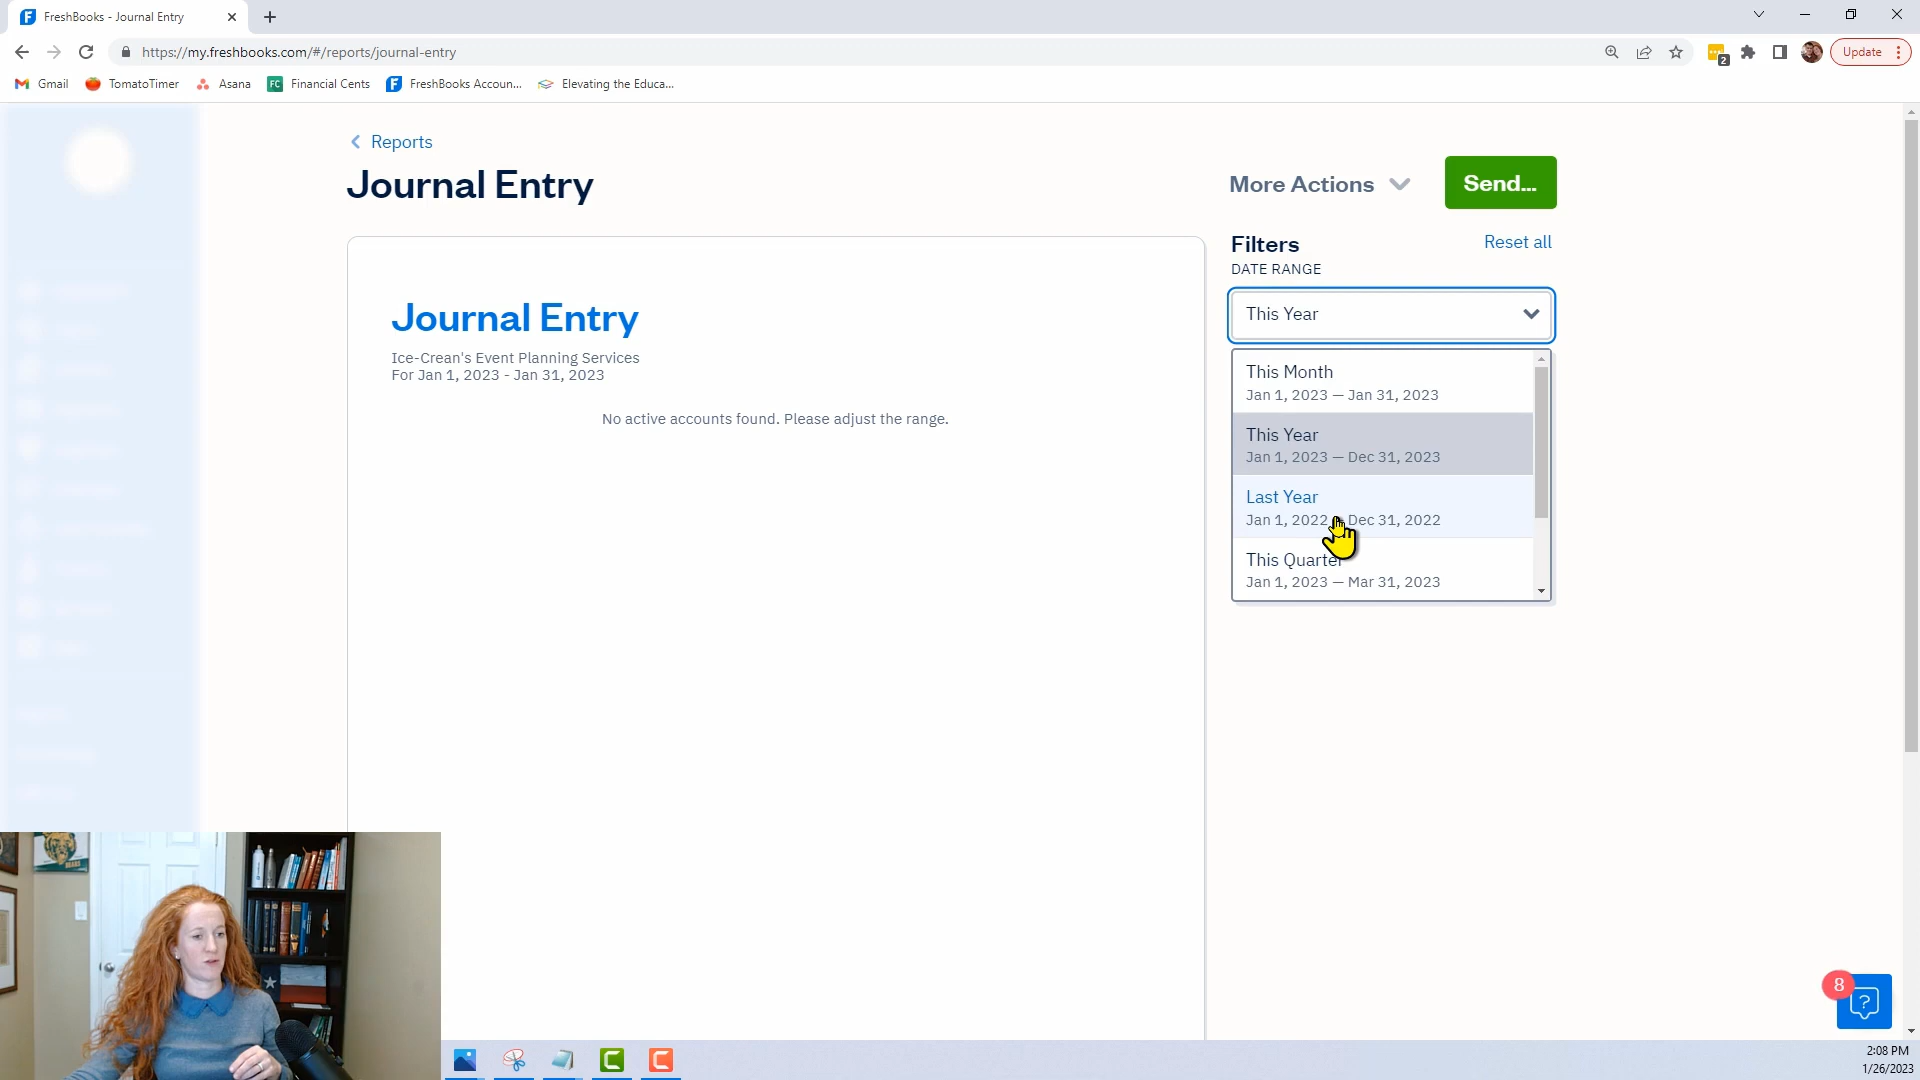 FreshBooks - Journal Entry
https://my.freshbooks.com/#/reports/journal-entry
2
Update
Gmail
TomatoTimer
Asana
FC
Financial Cents
FreshBooks Accoun...
Elevating the Educa...
Reports
Journal Entry
More Actions
Send...
Filters
Reset all
DATE RANGE
This Year
This Month
Jan 1, 2023 — Jan 31, 2023
This Year
Jan 1, 2023 — Dec 31, 2023
Last Year
Jan 1, 2022 Dec 31, 2022
This Quarter
Jan 1, 2023 — Mar 31, 2023
Journal Entry
Ice-Crean's Event Planning Services
For Jan 1, 2023 - Jan 31, 2023
No active accounts found. Please adjust the range.
8
2:08 PM
1/26/2023